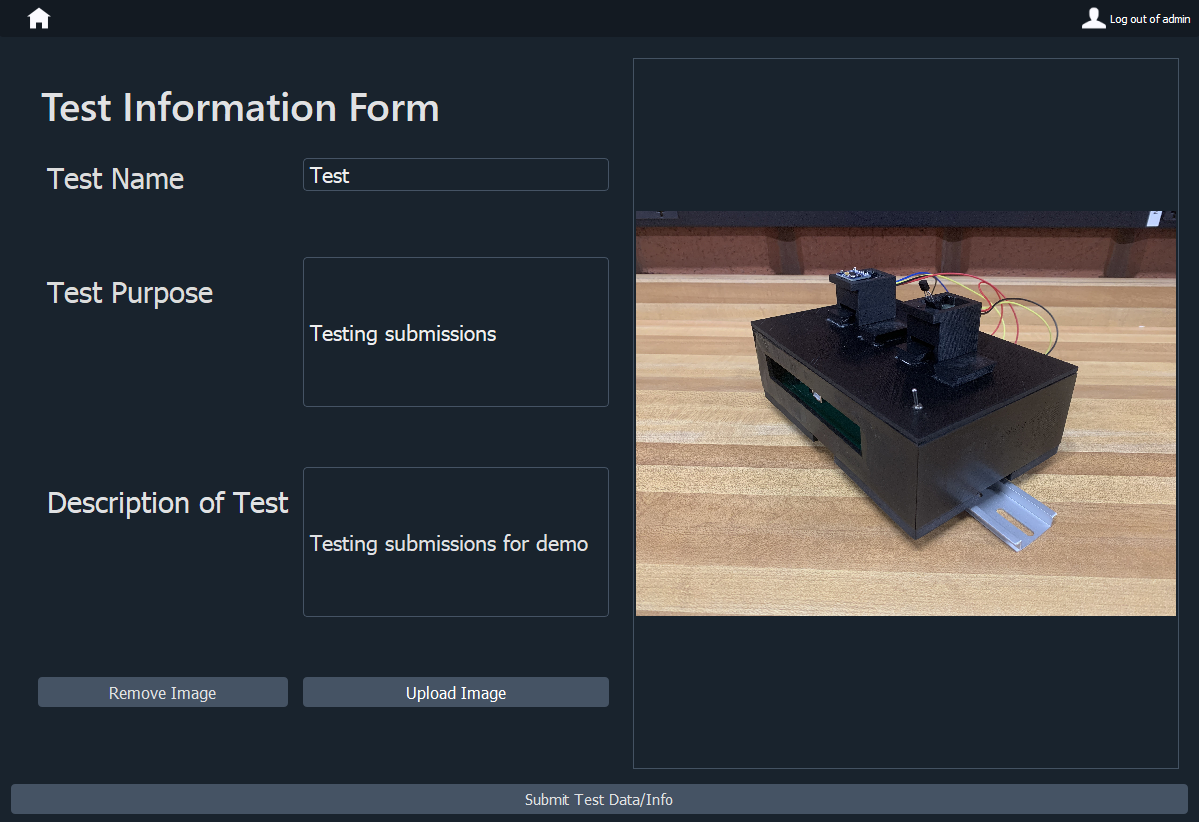 Log out of admin
Test Information Form
Test Name
Test
Test Purpose
Testing submissions
Description of Test
Testing submissions for demo
Remove Image
Upload Image
Submit Test Data/Info